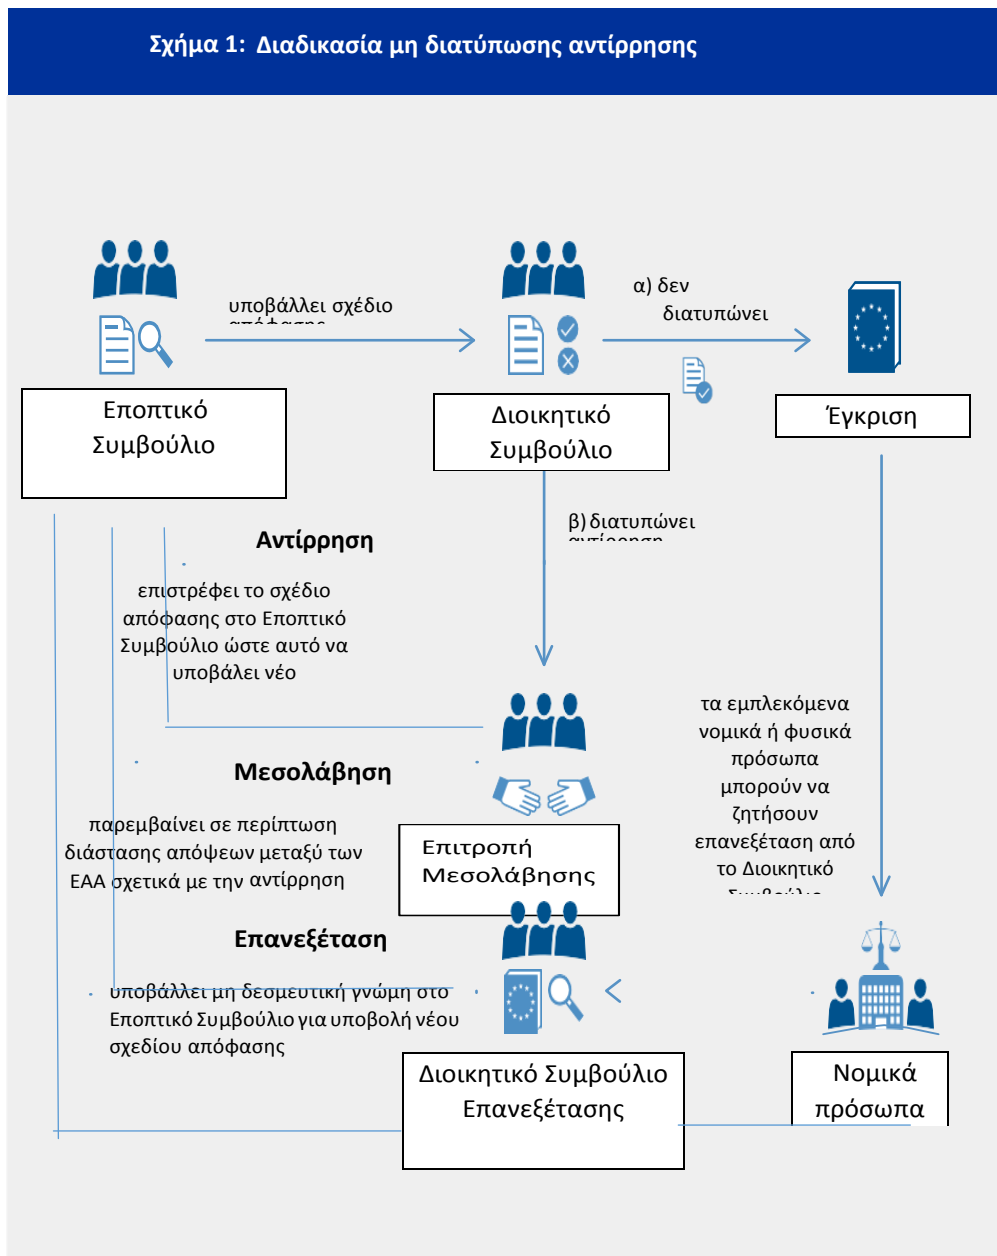 Σχήμα 1: Διαδικασία μη διατύπωσης αντίρρησης
υποβάλλει σχέδιο
απόφασης
α) δεν
διατυπώνει
Εποπτικό
Συμβούλιο
Διοικητικό
Συμβούλιο
Έγκριση
β) διατυπώνει
αντίρρηση
Αντίρρηση
επιστρέφει το σχέδιο
απόφασης στο Εποπτικό
Συμβούλιο ώστε αυτό να
υποβάλει νέο
τα εμπλεκόμενα
νομικά ή φυσικά
πρόσωπα
μπορούν να
ζητήσουν
επανεξέταση από
το Διοικητικό
Συμβούλιο
Μεσολάβηση
παρεμβαίνει σε περίπτωση
διάστασης απόψεων μεταξύ των
ΕΑΑ σχετικά με την αντίρρηση
Επιτροπή
Μεσολάβησης
Επανεξέταση
υποβάλλει μη δεσμευτική γνώμη στο
Εποπτικό Συμβούλιο για υποβολή νέου
σχεδίου απόφασης
Διοικητικό Συμβούλιο
Επανεξέτασης
Νομικά
πρόσωπα